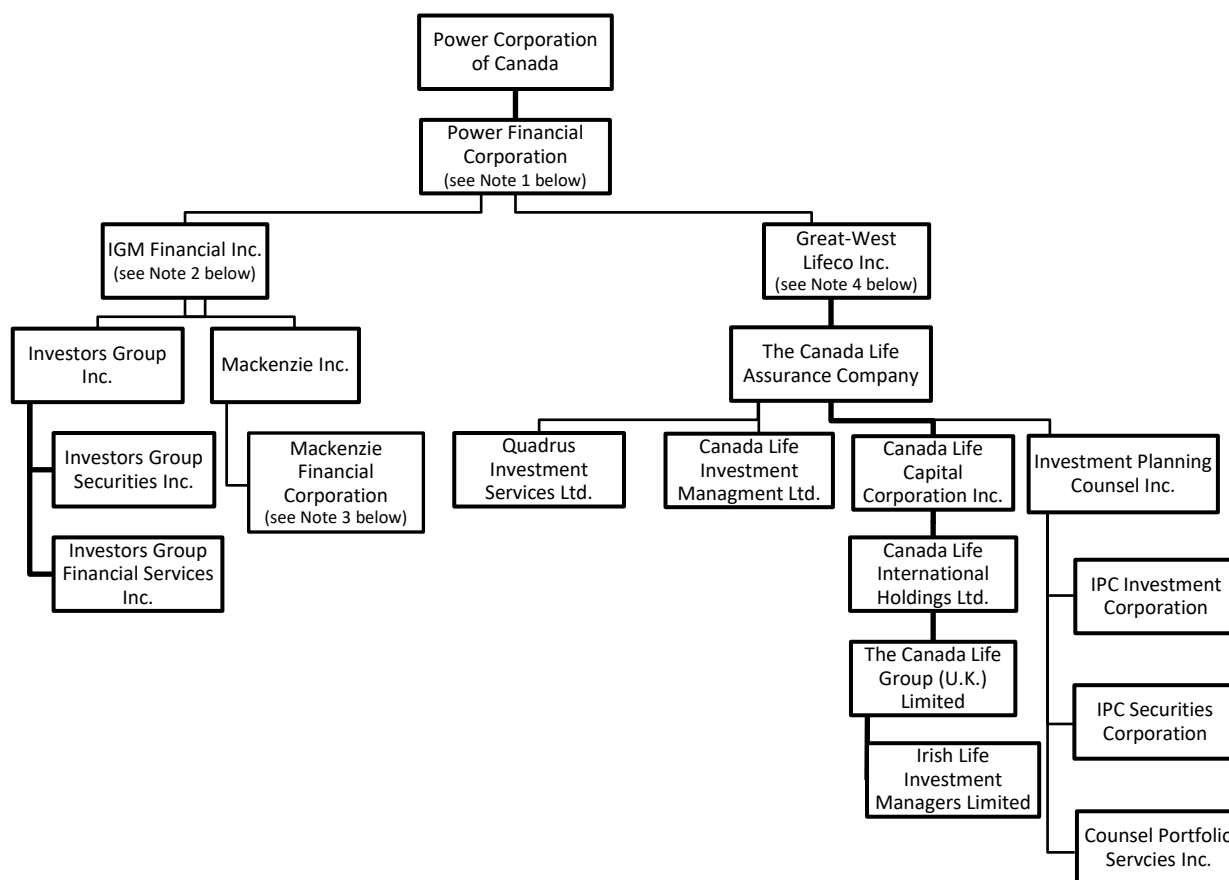 Power Corporation
of Canada
Power Financial
Corporation
(see Note 1 below)
IGM Financial Inc.
(see Note 2 below)
Great-West
Lifeco Inc.
(see Note 4 below)
Investors Group
Inc.
Mackenzie Inc.
The Canada Life
Assurance Company
Investors Group
Securities Inc.
Mackenzie
Financial
Corporation
(see Note 3 below)
Quadrus
Investment
Services Ltd.
Canada Life
Investment
Managment Ltd.
Canada Life
Capital
Corporation Inc.
Investment Planning
Counsel Inc.
Investors Group
Financial Services
Inc.
Canada Life
International
Holdings Ltd.
IPC Investment
Corporation
The Canada Life
Group (U.K.)
Limited
IPC Securities
Corporation
Irish Life
Investment
Managers Limited
Counsel Portfolio
Servcies Inc.